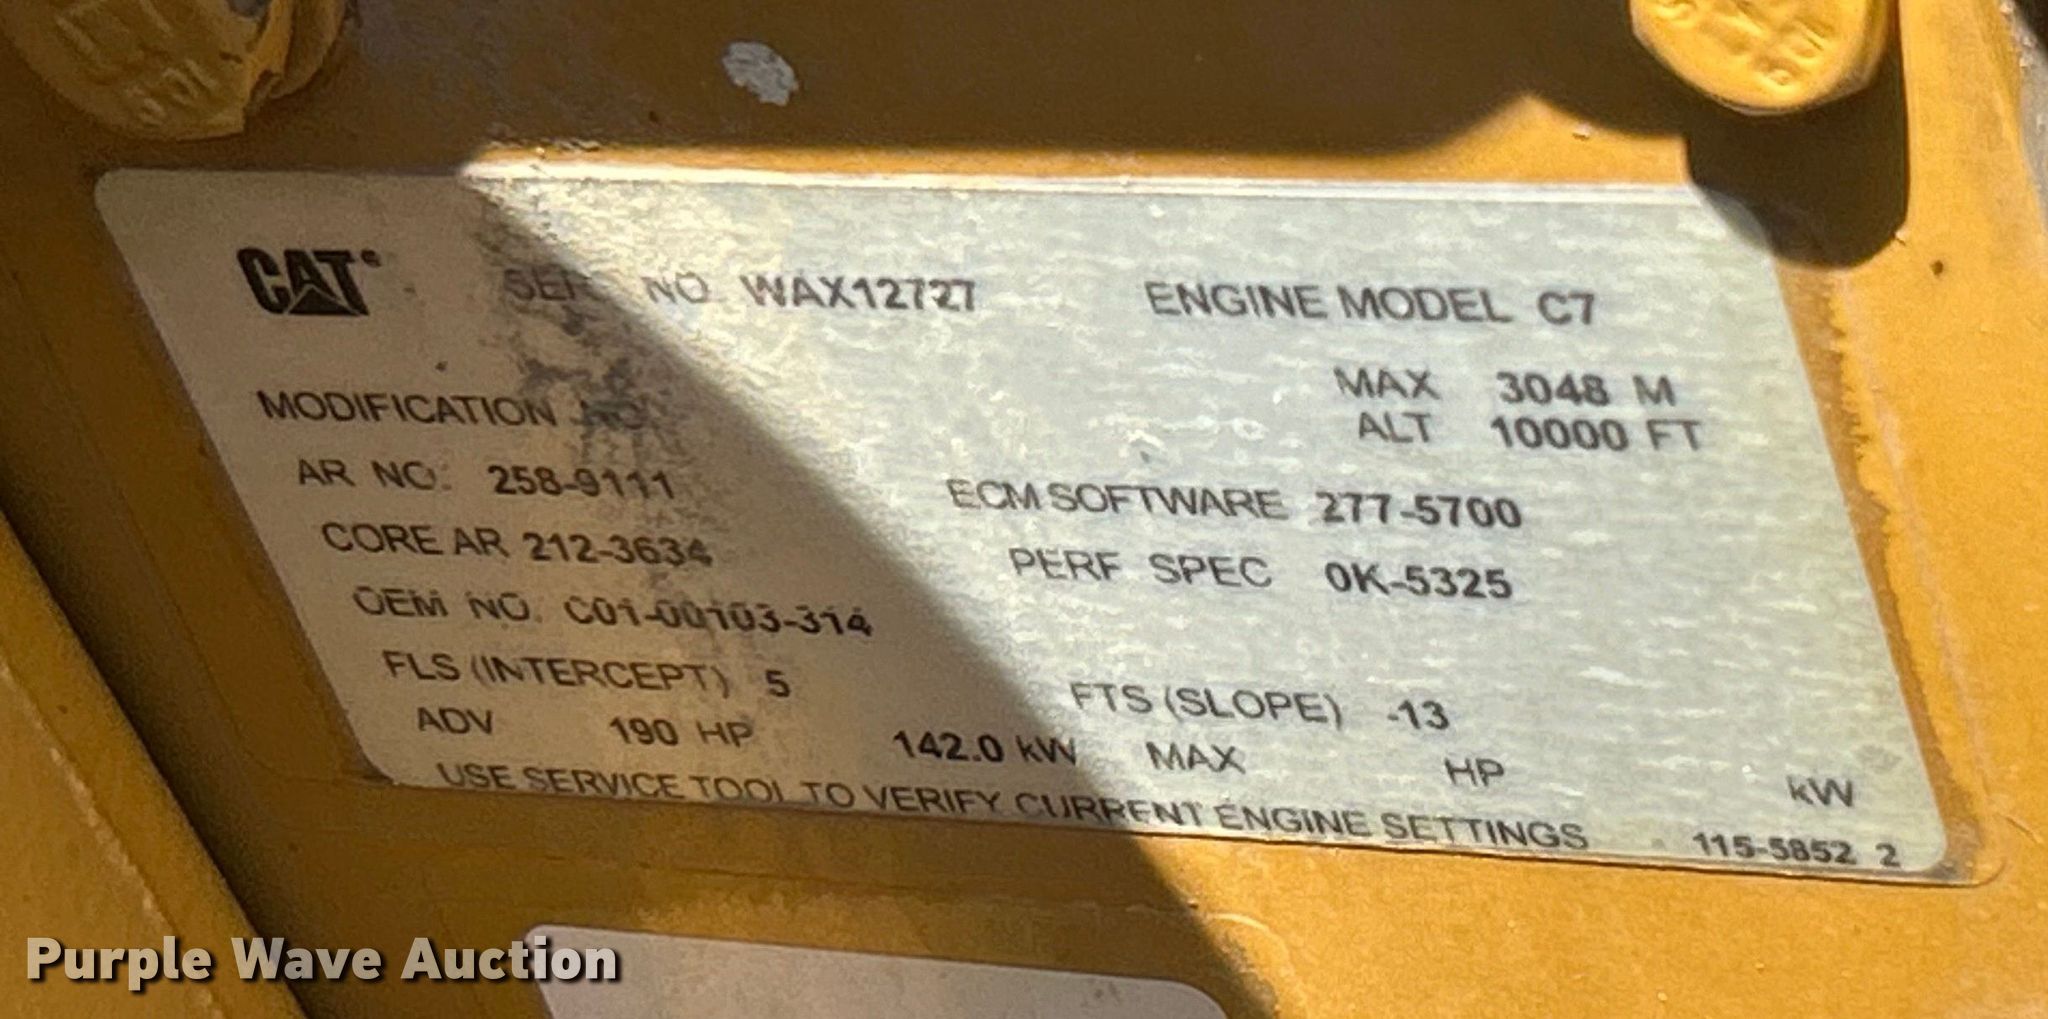 CAT SER NO WAX12727 ENGINE MODEL C7
MAX 3048 M
MODIFICATION NO ALT 10000 FT
AR NO. 258-9111 ECM SOFTWARE 277-5700
CORE AR 212-3634 PERF SPEC 0K-5325
OEM NO. C01-00103-314
FLS (INTERCEPT) 5 FTS (SLOPE) -13
ADV 190 HP 142.0 kW MAX HP kW
USE SERVICE TOOL TO VERIFY CURRENT ENGINE SETTINGS 115-5852 2
Purple Wave Auction